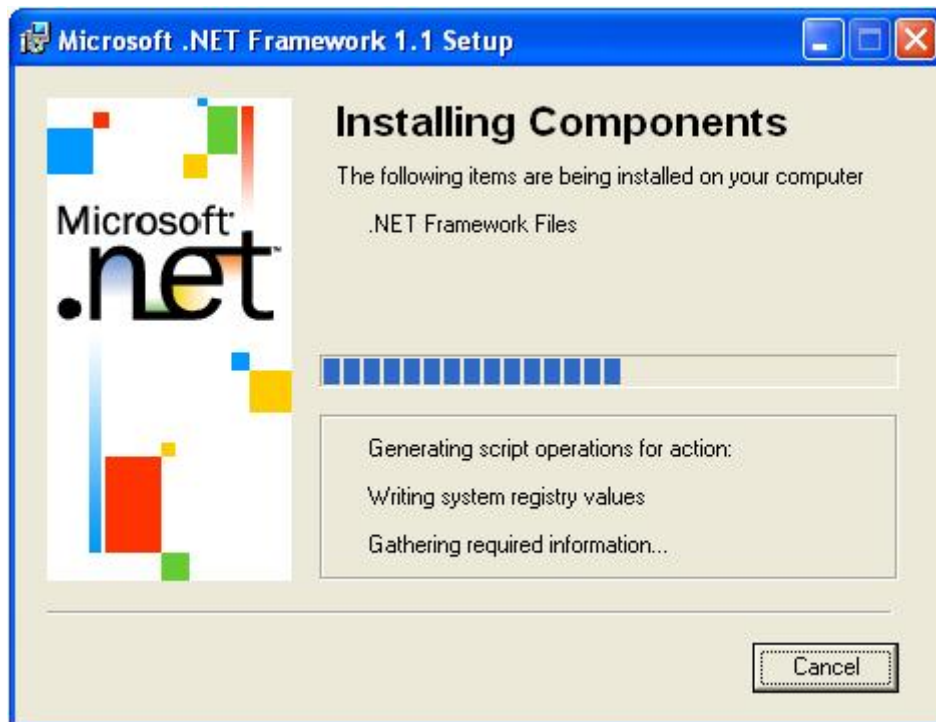 Microsoft .NET Framework 1.1 Setup
Installing Components
The following items are being installed on your computer
.NET Framework Files
Microsoft
.net™
Generating script operations for action:
Writing system registry values
Gathering required information...
Cancel